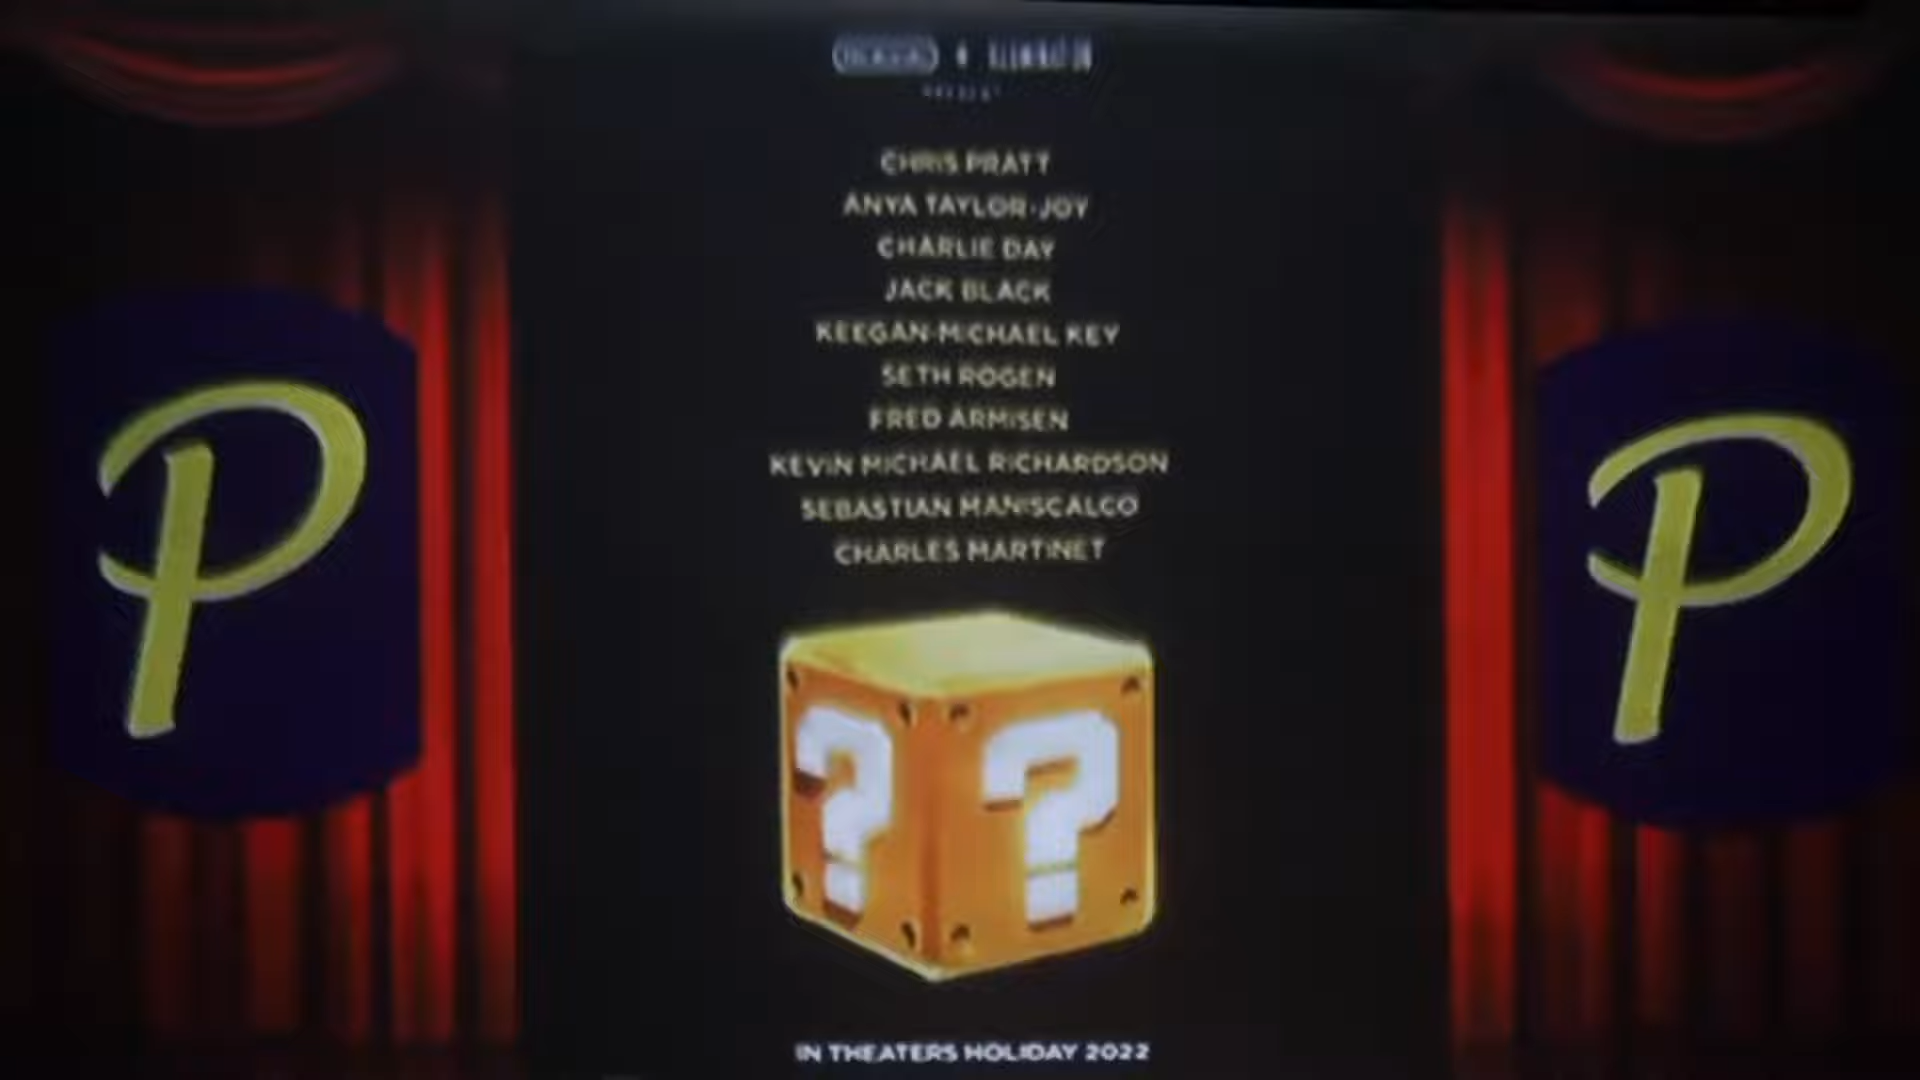 CHRIS PRATT
ANYA TAYLOR-JOY
CHARLIE DAY
JACK BLACK
KEEGAN-MICHAEL KEY
SETH ROGEN
FRED ARMISEN
KEVIN MICHAEL RICHARDSON
SEBASTIAN MANISCALCO
CHARLES MARTINET
P
P
? ?
IN THEATERS HOLIDAY 2022